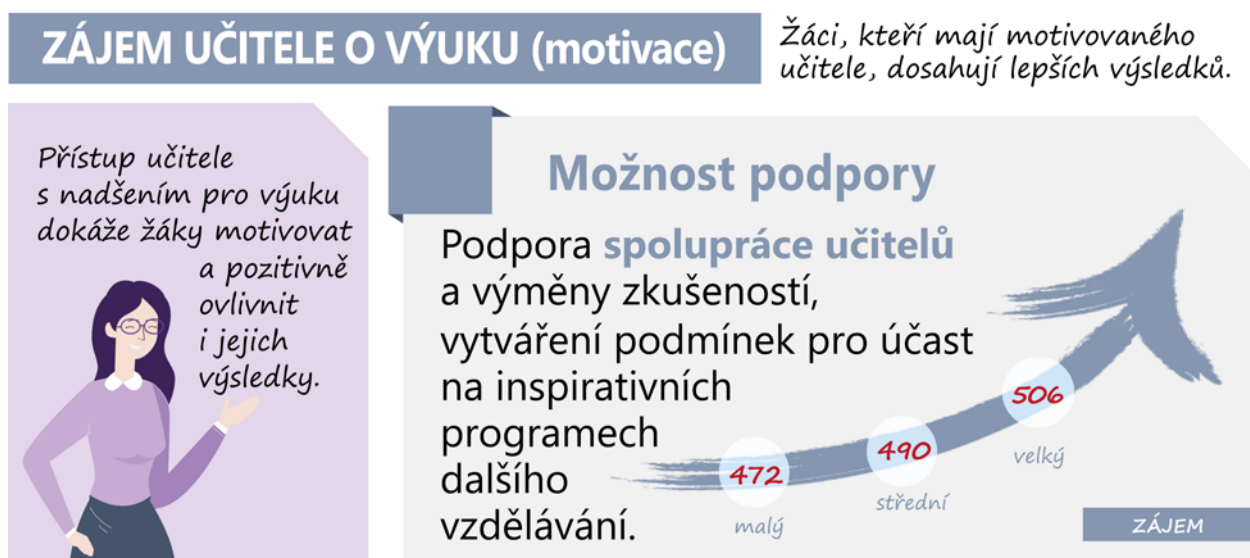 ZÁJEM UČITELE O VÝUKU (motivace)
Žáci, kteří mají motivovaného
učitele, dosahují lepších výsledků.
Přístup učitele
s nadšením pro výuku
dokáže žáky motivovat
a pozitivně
ovlivnit
i jejich
výsledky.
Možnost podpory
Podpora spolupráce učitelů
a výměny zkušeností,
vytváření podmínek pro účast
na inspirativních
programech
dalšího
vzdělávání.
472
malý
490
střední
506
velký
ZÁJEM